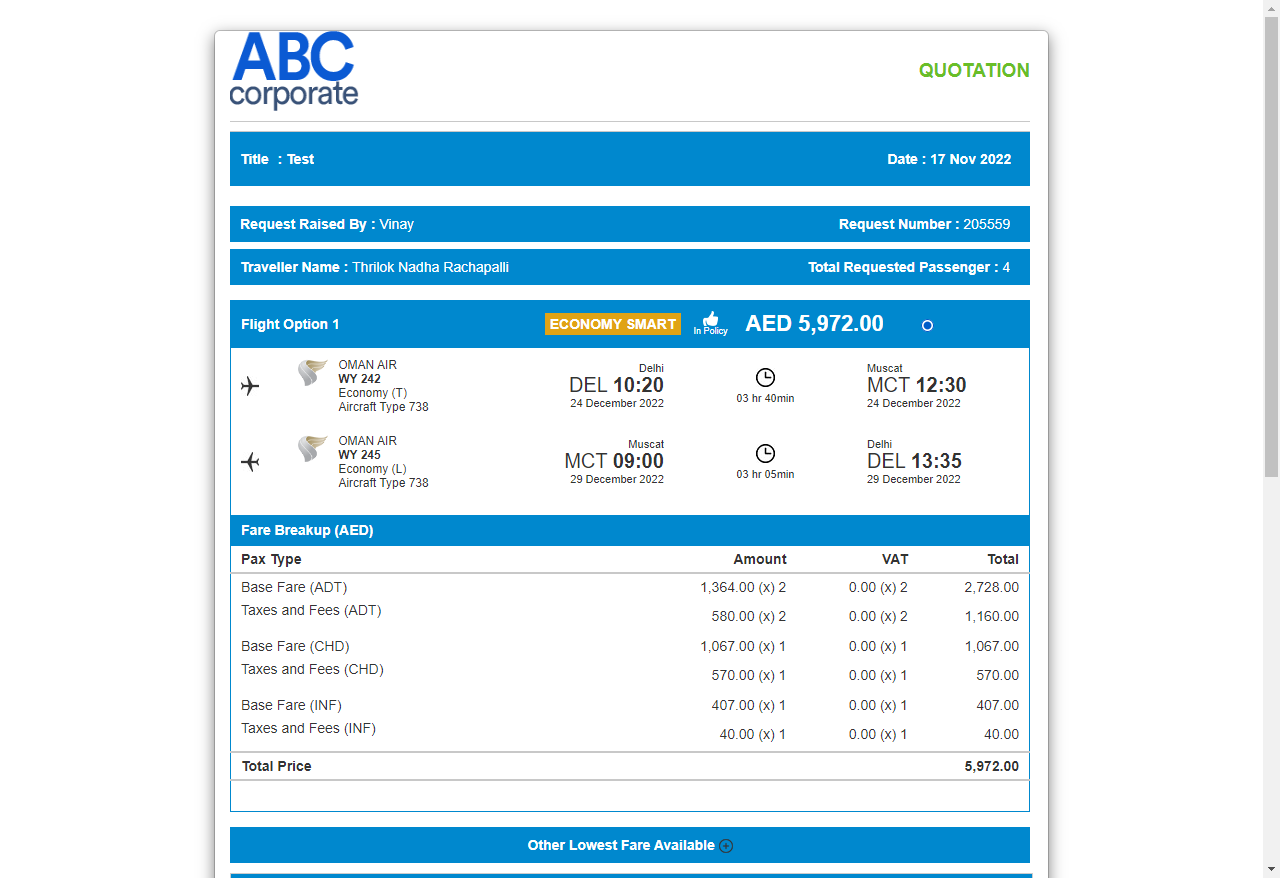 ABC
corporate
QUOTATION
Title : Test
Date : 17 Nov 2022
Request Raised By : Vinay
Request Number : 205559
Traveller Name : Thrilok Nadha Rachapalli
Total Requested Passenger : 4
Flight Option 1
ECONOMY SMART
In Policy
AED 5,972.00
OMAN AIR
WY 242
Economy (T)
Aircraft Type 738
Delhi
DEL 10:20
24 December 2022
03 hr 40min
Muscat
MCT 12:30
24 December 2022
OMAN AIR
WY 245
Economy (L)
Aircraft Type 738
Muscat
MCT 09:00
29 December 2022
03 hr 05min
Delhi
DEL 13:35
29 December 2022
Fare Breakup (AED)
Pax Type Amount VAT Total
Base Fare (ADT) 1,364.00 (x) 2 0.00 (x) 2 2,728.00
Taxes and Fees (ADT) 580.00 (x) 2 0.00 (x) 2 1,160.00
Base Fare (CHD) 1,067.00 (x) 1 0.00 (x) 1 1,067.00
Taxes and Fees (CHD) 570.00 (x) 1 0.00 (x) 1 570.00
Base Fare (INF) 407.00 (x) 1 0.00 (x) 1 407.00
Taxes and Fees (INF) 40.00 (x) 1 0.00 (x) 1 40.00
Total Price 5,972.00
Other Lowest Fare Available